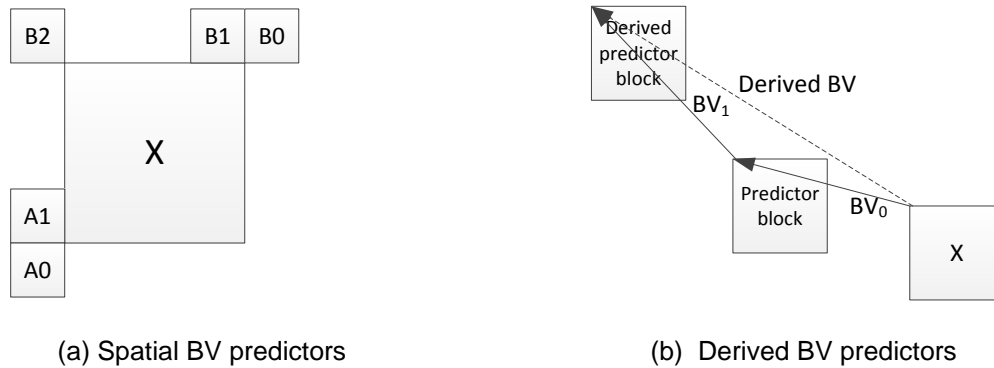 B2
B1
B0
X
A1
A0
(a) Spatial BV predictors
Derived
predictor
block
Derived BV
BV₁
Predictor
block
BV₀
X
(b) Derived BV predictors